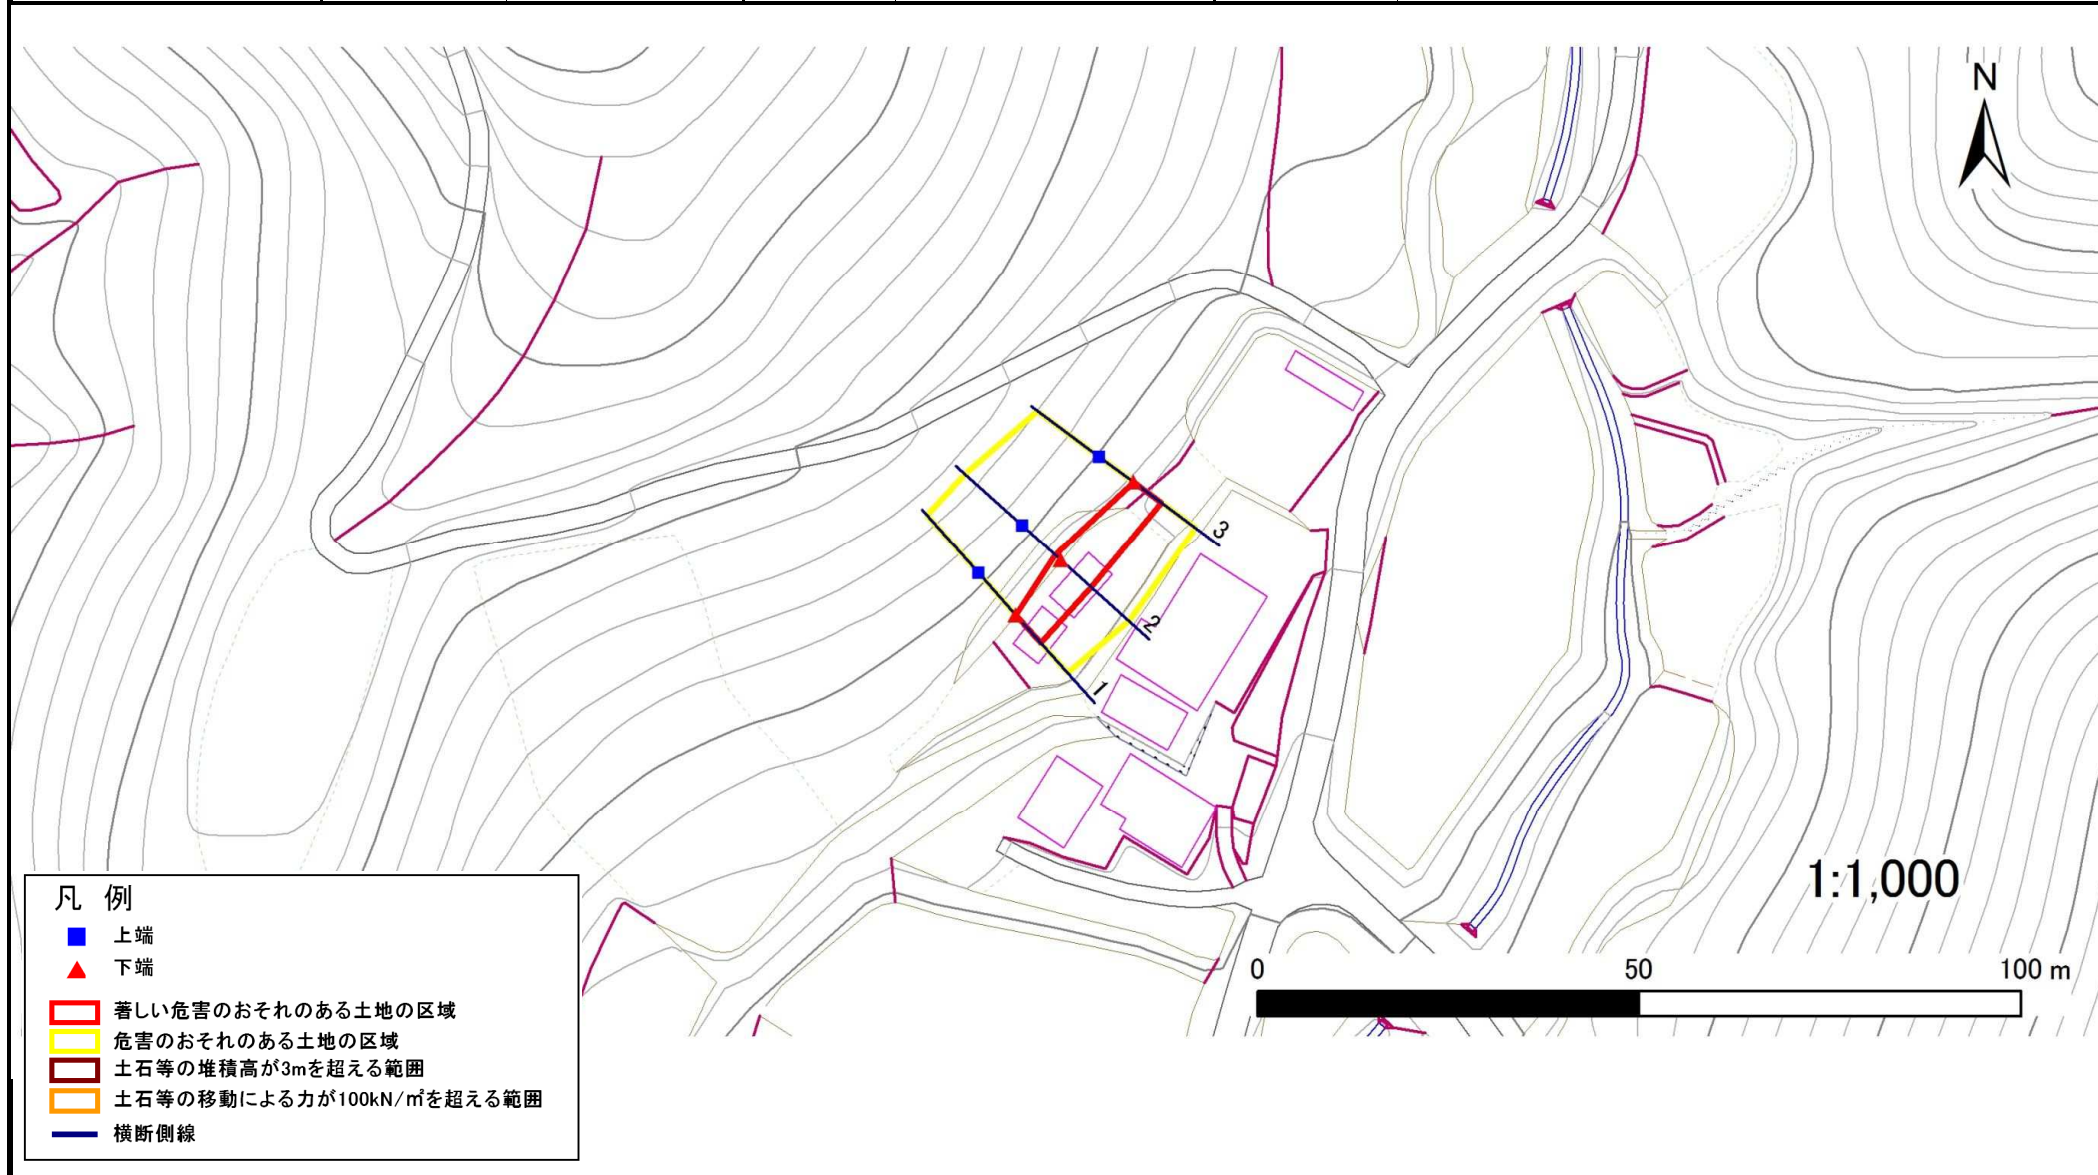 N
3
2
1
1:1,000
0 50 100 m
凡 例
上端
下端
著しい危害のおそれのある土地の区域
危害のおそれのある土地の区域
土石等の堆積高が3mを超える範囲
土石等の移動による力が100kN/㎡を超える範囲
横断側線